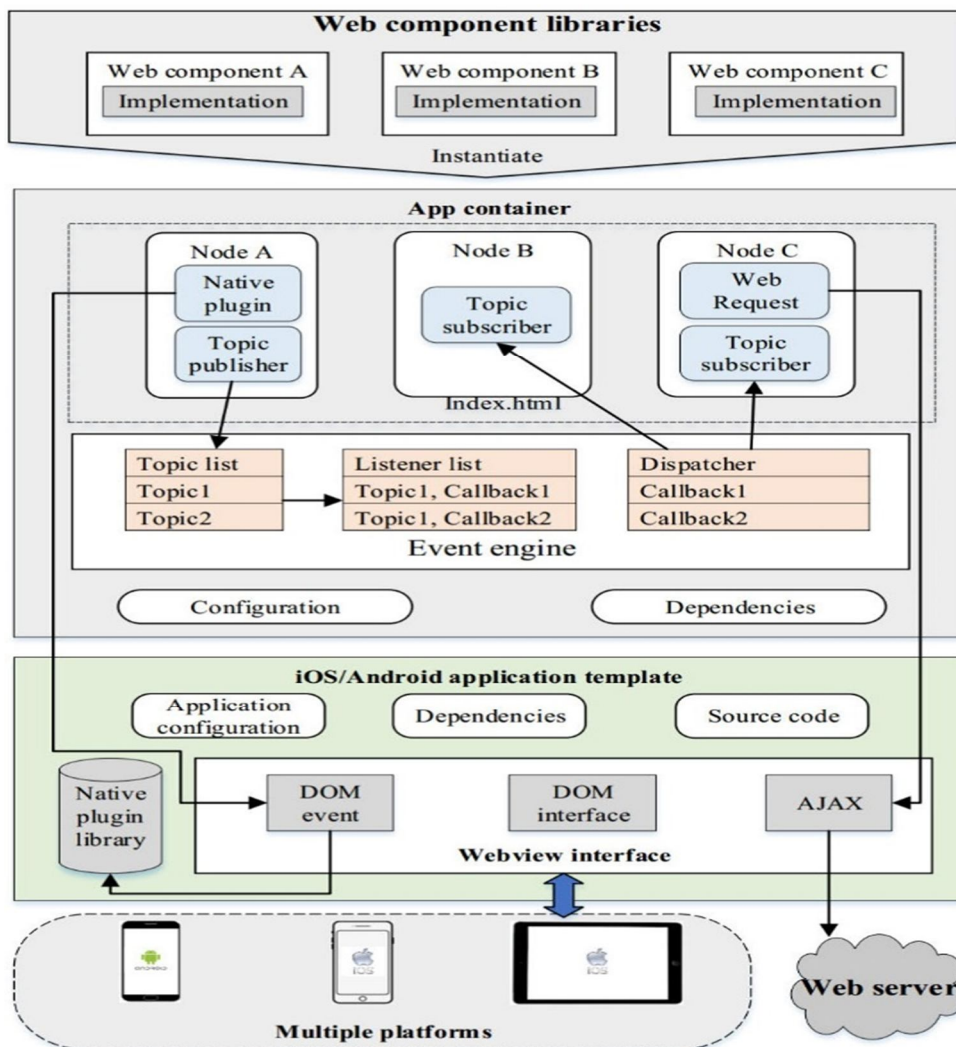 Web component libraries
Web component A
Implementation
Web component B
Implementation
Web component C
Implementation
Instantiate
App container
Node A
Native
plugin
Topic
publisher
Node B
Topic
subscriber
Node C
Web
Request
Topic
subscriber
Index.html
Topic list
Topic1
Topic2
Listener list
Topic1, Callback1
Topic1, Callback2
Dispatcher
Callback1
Callback2
Event engine
Configuration
Dependencies
iOS/Android application template
Application
configuration
Dependencies
Source code
Native
plugin
library
DOM
event
DOM
interface
AJAX
Webview interface
ANDROID
iOS
iOS
Multiple platforms
Web server